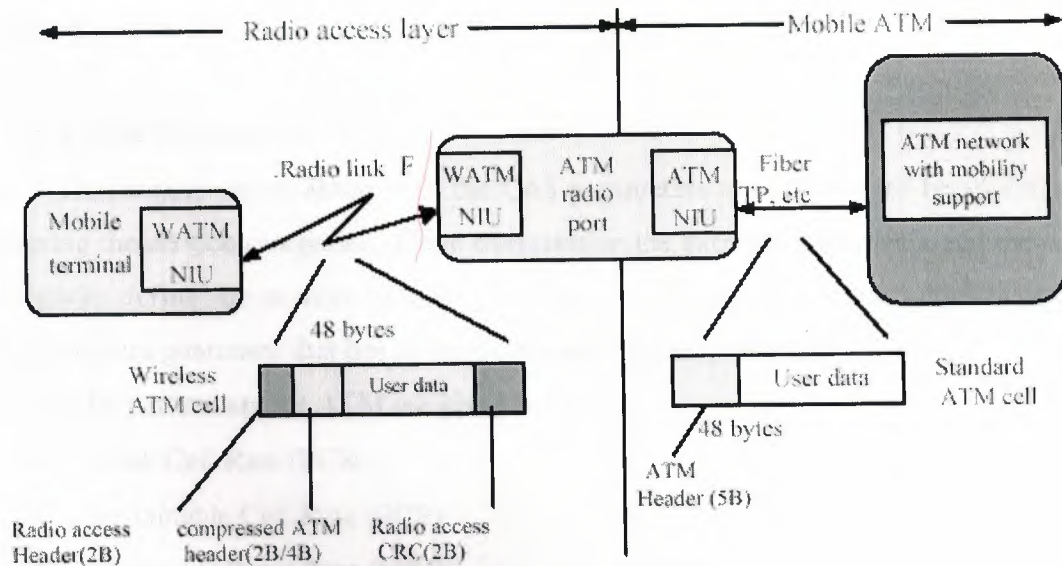 Radio access layer
Mobile ATM
.Radio link F
Mobile
terminal
WATM
NIU
WATM
NIU
ATM
radio
port
ATM
NIU
Fiber
TP, etc
ATM network
with mobility
support
48 bytes
Wireless
ATM cell
User data
User data
Standard
ATM cell
48 bytes
ATM
Header (5B)
Radio access
Header(2B)
compressed ATM
header(2B/4B)
Radio access
CRC(2B)